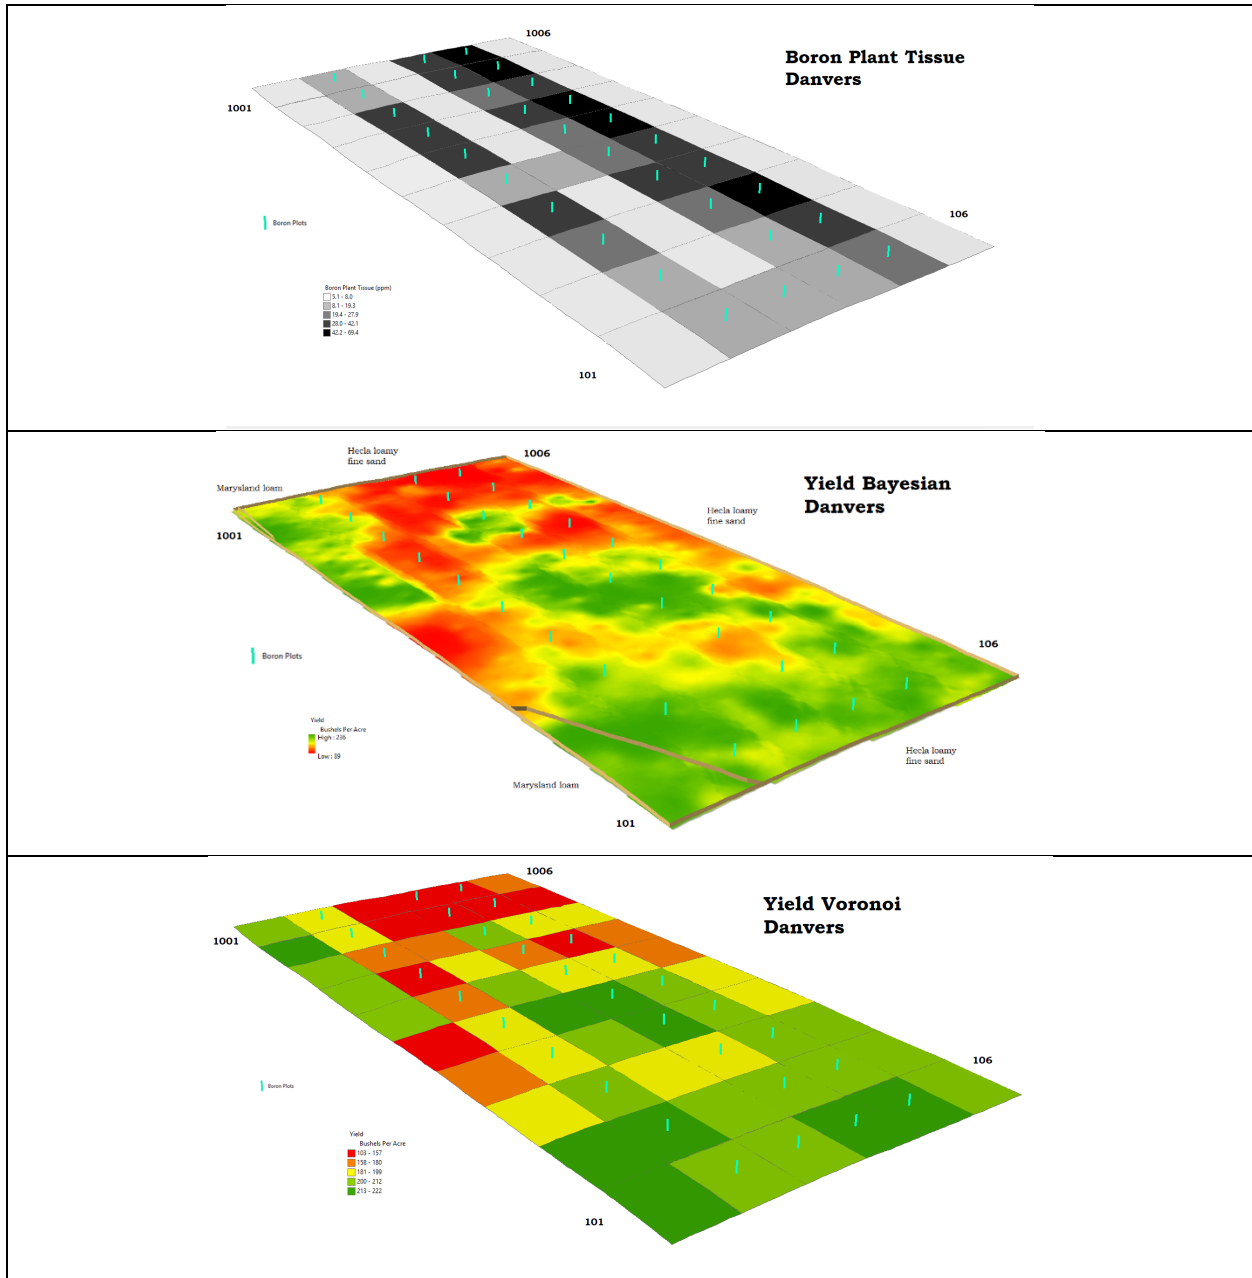 1006
Boron Plant Tissue
Danvers
1001
106
Boron Plots
Boron Plant Tissue (ppm)
5.1 - 8.0
8.1 - 19.3
19.4 - 27.9
28.0 - 42.1
42.2 - 69.4
101
Hecla loamy
fine sand
1006
Marysland loam
Yield Bayesian
Danvers
Hecla loamy
fine sand
1001
106
Boron Plots
Yield
Bushels Per Acre
High : 236
Low : 89
Hecla loamy
fine sand
Marysland loam
101
1006
Yield Voronoi
Danvers
1001
106
Boron Plots
Yield
Bushels Per Acre
103 - 157
158 - 180
181 - 199
200 - 212
213 - 222
101